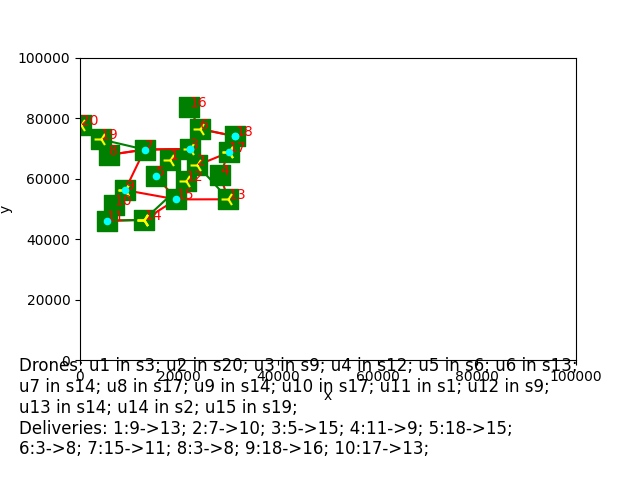 100000
80000
60000
40000
20000
0
0 20000 40000 60000 80000 100000
x
y
16
18
13
Drones: u1 in s3; u2 in s20; u3 in s9; u4 in s12; u5 in s6; u6 in s13;
u7 in s14; u8 in s17; u9 in s14; u10 in s17; u11 in s1; u12 in s9;
u13 in s14; u14 in s2; u15 in s19;
Deliveries: 1:9->13; 2:7->10; 3:5->15; 4:11->9; 5:18->15;
6:3->8; 7:15->11; 8:3->8; 9:18->16; 10:17->13;